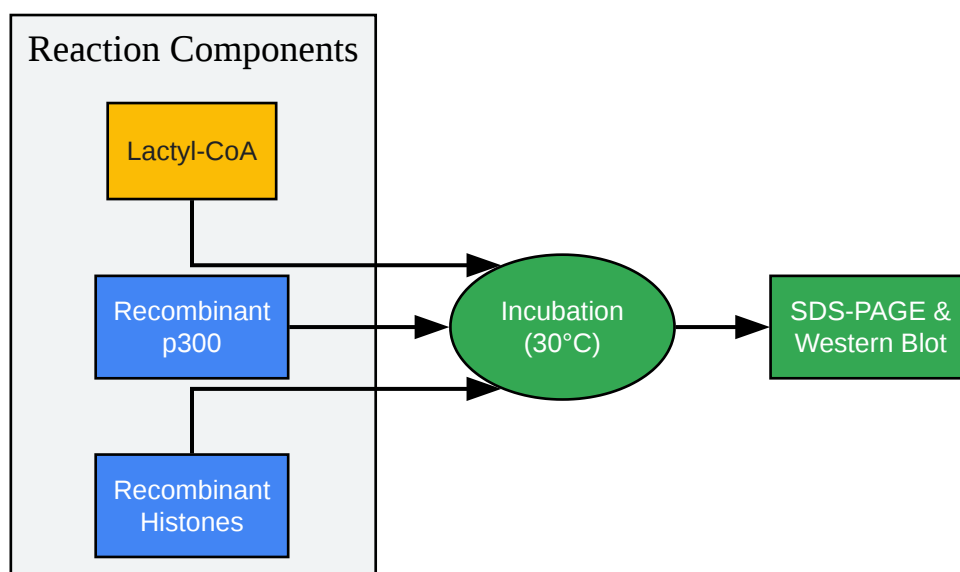 Reaction Components
Lactyl-CoA
Recombinant
p300
Recombinant
Histones
Incubation
(30°C)
SDS-PAGE &
Western Blot